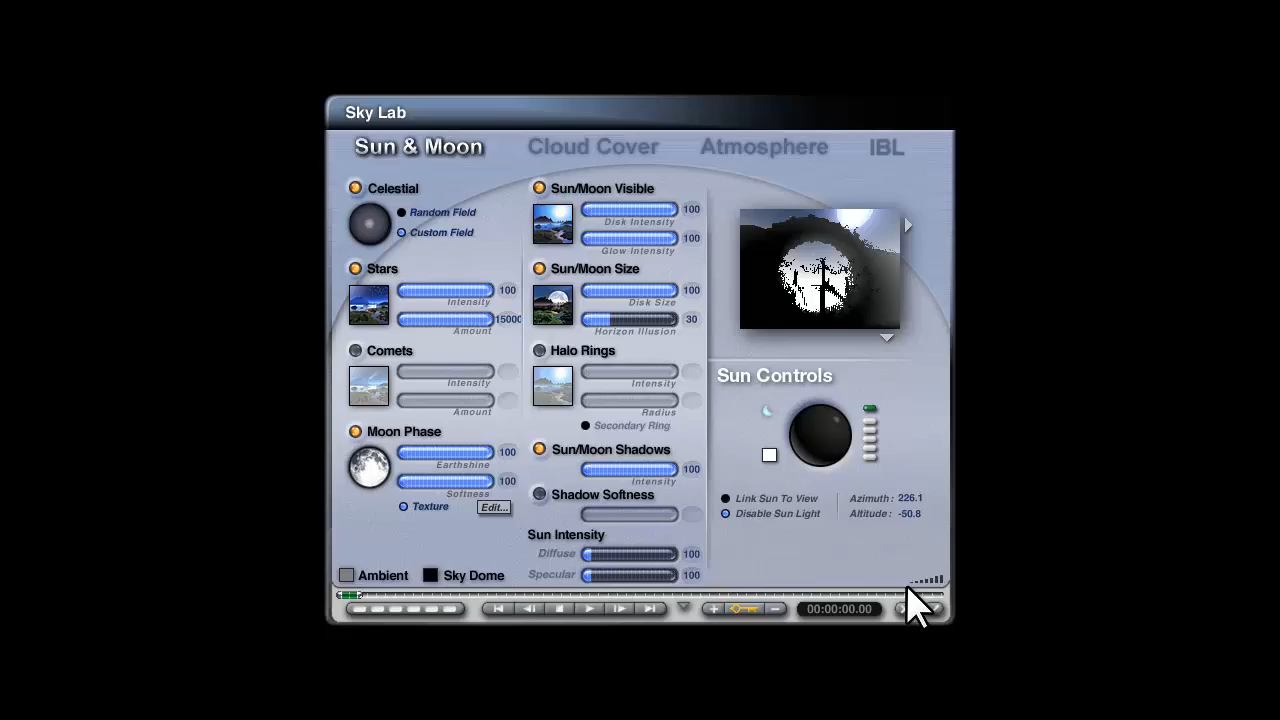 Sky Lab
Sun & Moon Cloud Cover Atmosphere IBL
Celestial
Random Field
Custom Field
Stars
100
Intensity
15000
Amount
Comets
Intensity
Amount
Moon Phase
100
Earthshine
100
Softness
Texture Edit...
Ambient Sky Dome
Sun/Moon Visible
100
Disk Intensity
100
Glow Intensity
Sun/Moon Size
100
Disk Size
30
Horizon Illusion
Halo Rings
Intensity
Radius
Secondary Ring
Sun/Moon Shadows
100
Intensity
Shadow Softness
Sun Intensity
Diffuse 100
Specular 100
Sun Controls
Link Sun To View
Disable Sun Light
Azimuth: 226.1
Altitude: -50.8
00:00:00.00